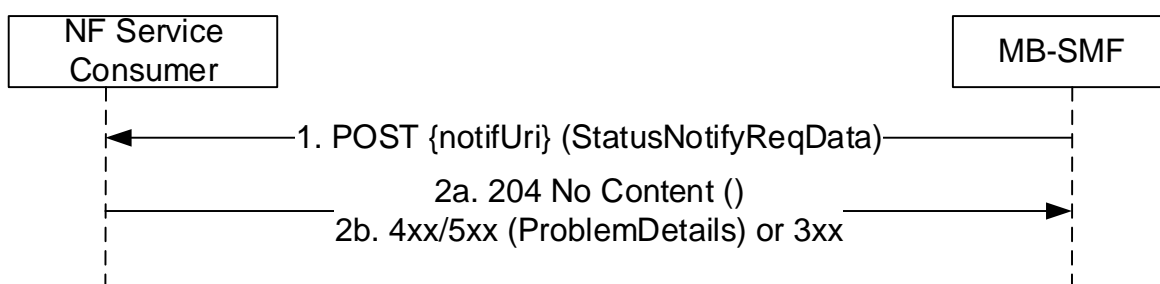 NF Service
Consumer
MB-SMF
1. POST {notifUri} (StatusNotifyReqData)
2a. 204 No Content ()
2b. 4xx/5xx (ProblemDetails) or 3xx